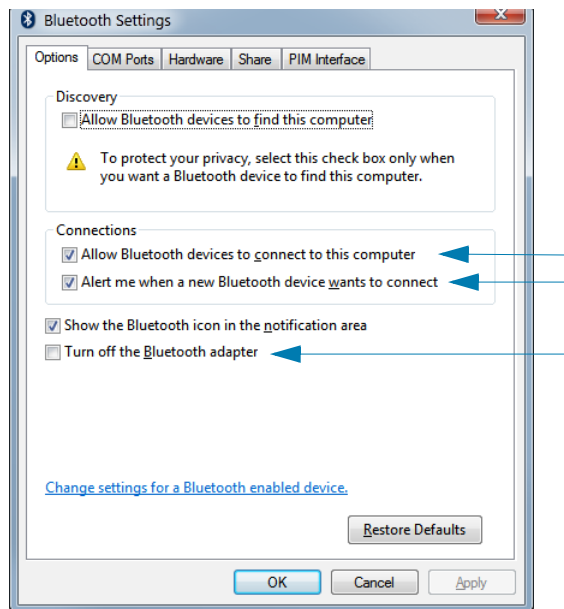 Bluetooth Settings
Options COM Ports Hardware Share PIM Interface
Discovery
Allow Bluetooth devices to find this computer
To protect your privacy, select this check box only when
you want a Bluetooth device to find this computer.
Connections
Allow Bluetooth devices to connect to this computer
Alert me when a new Bluetooth device wants to connect
Show the Bluetooth icon in the notification area
Turn off the Bluetooth adapter
Change settings for a Bluetooth enabled device.
Restore Defaults
OK Cancel Apply